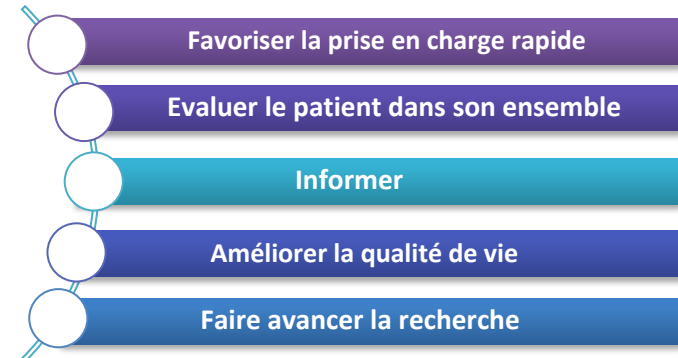 Favoriser la prise en charge rapide
Evaluer le patient dans son ensemble
Informer
Améliorer la qualité de vie
Faire avancer la recherche